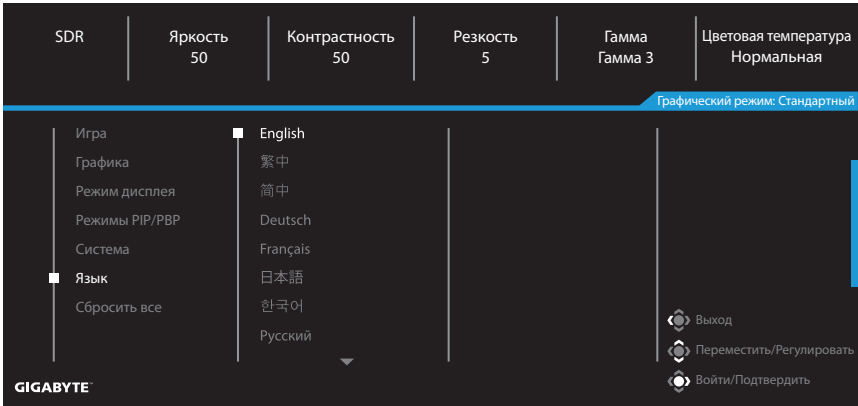 SDR
Яркость
50
Контрастность
50
Резкость
5
Гамма
Гамма 3
Цветовая температура
Нормальная
Графический режим: Стандартный
Игра
Графика
Режим дисплея
Режимы PIP/PBP
Система
Язык
Сбросить все
English
繁中
简中
Deutsch
Français
日本語
한국어
Русский
Выход
Переместить/Регулировать
Войти/Подтвердить
GIGABYTE™